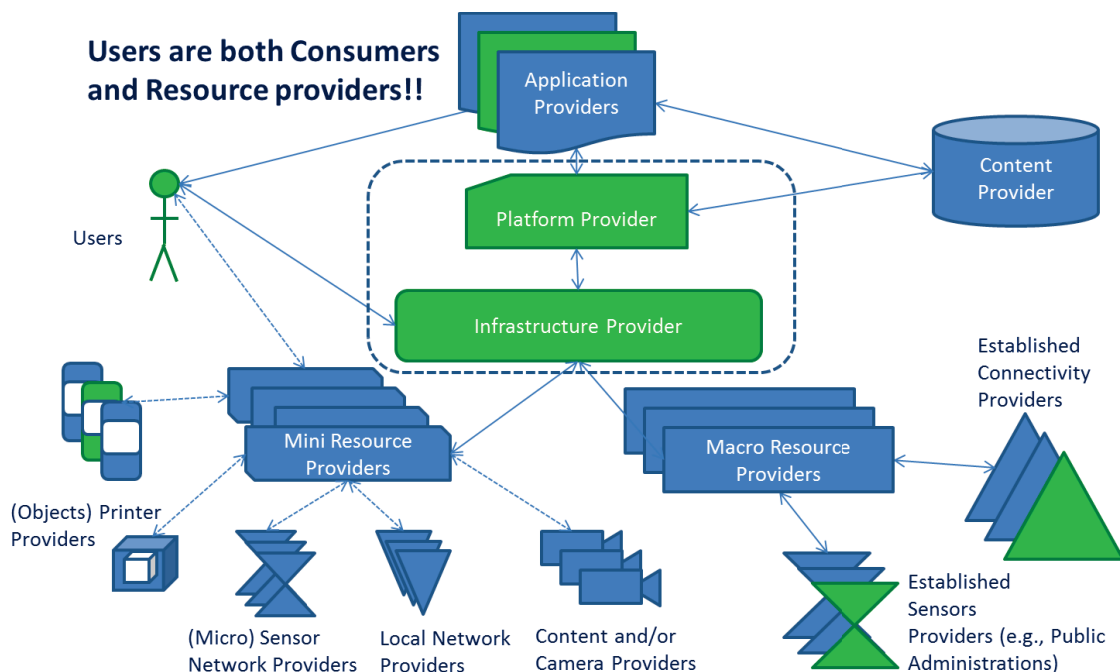 Users are both Consumers
and Resource providers!!
Application
Providers
Content
Provider
Platform Provider
Users
Infrastructure Provider
Established
Connectivity
Providers
Mini Resource
Providers
Macro Resource
Providers
(Objects) Printer
Providers
(Micro) Sensor
Network Providers
Local Network
Providers
Content and/or
Camera Providers
Established
Sensors
Providers (e.g., Public
Administrations)